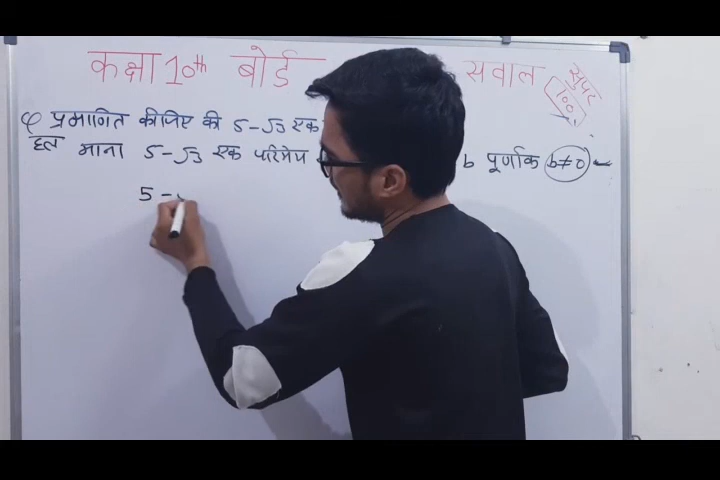 कक्षा 10th बोर्ड सवाल सुपर 100
Q प्रमाणित कीजिए की 5-√3 एक
हल माना 5-√3 एक परिमेय b पूर्णाक b≠0
5 -